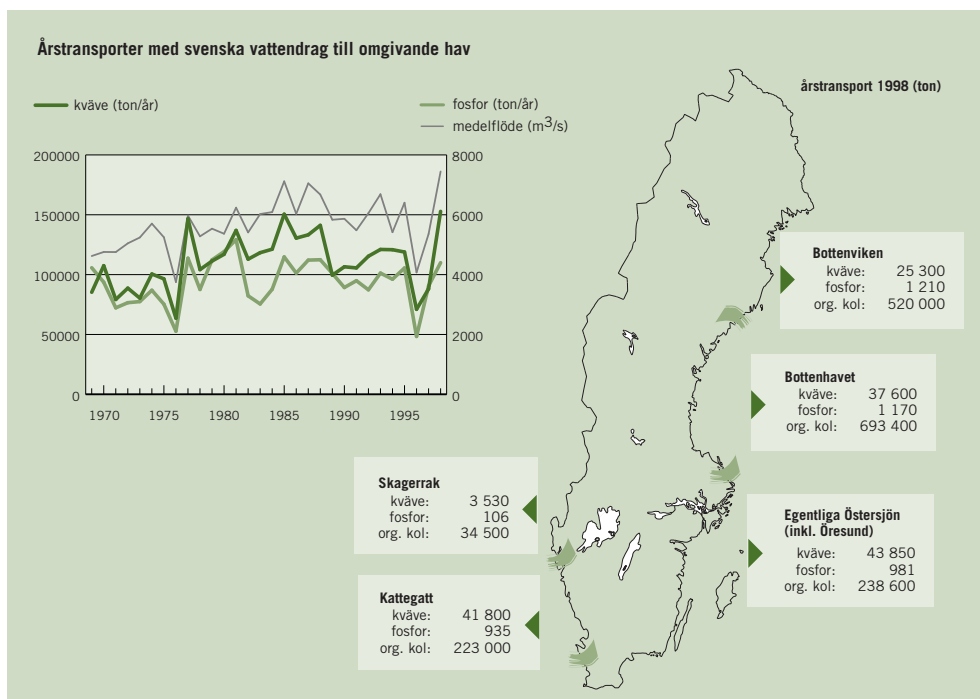 Årstransporter med svenska vattendrag till omgivande hav
årstransport 1998 (ton)
kväve (ton/år)
fosfor (ton/år)
medelflöde (m3/s)
200000
150000
100000
50000
0
8000
6000
4000
2000
0
1970 1975 1980 1985 1990 1995
Bottenviken
kväve: 25 300
fosfor: 1 210
org. kol: 520 000
Bottenhavet
kväve: 37 600
fosfor: 1 170
org. kol: 693 400
Skagerrak
kväve: 3 530
fosfor: 106
org. kol: 34 500
Egentliga Östersjön
(inkl. Öresund)
kväve: 43 850
fosfor: 981
org. kol: 238 600
Kattegatt
kväve: 41 800
fosfor: 935
org. kol: 223 000